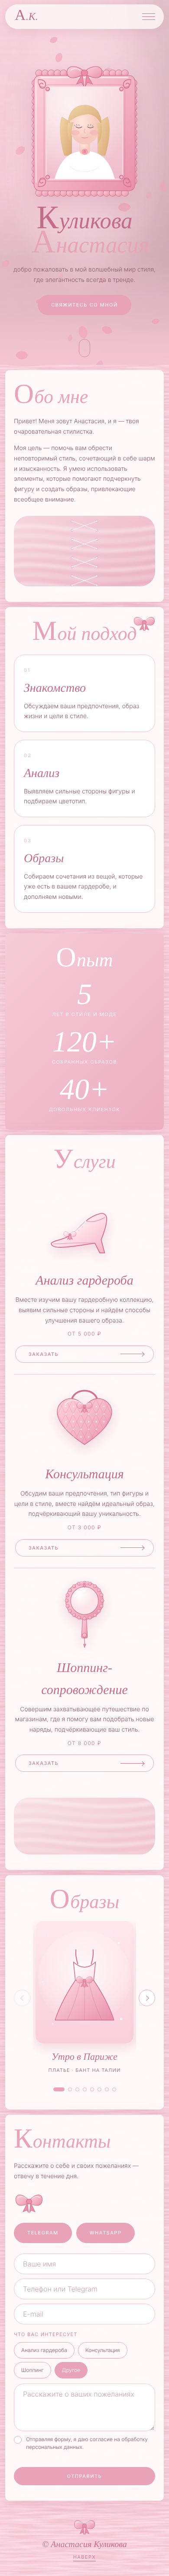 А.К.
Куликова
Анастасия
добро пожаловать в мой волшебный мир стиля,
где элегантность всегда в тренде
СВЯЖИТЕСЬ СО МНОЙ
Обо мне
Привет! Меня зовут Анастасия, и я — твоя
очаровательная стилистка.
Моя цель — помочь вам обрести
неповторимый стиль, сочетающий в себе шарм
и изысканность. Я умею использовать
элементы, которые помогают подчеркнуть
фигуру и создать образы, привлекающие
всеобщее внимание.
Мой подход
01
Знакомство
Обсуждаем ваши предпочтения, образ
жизни и цели в стиле.
02
Анализ
Выявляем сильные стороны фигуры и
подбираем цветотип.
03
Образы
Собираем сочетания из вещей, которые
уже есть в вашем гардеробе, и
дополняем новыми.
Опыт
5
ЛЕТ В СТИЛЕ И МОДЕ
120+
СОБРАННЫХ ОБРАЗОВ
40+
ДОВОЛЬНЫХ КЛИЕНТОК
Услуги
Анализ гардероба
Вместе изучим вашу гардеробную коллекцию,
выявим сильные стороны и найдём способы
улучшения вашего образа.
ОТ 5 000 ₽
ЗАКАЗАТЬ
Консультация
Обсудим ваши предпочтения, тип фигуры и
цели в стиле, вместе найдём идеальный образ,
подчёркивающий вашу уникальность.
ОТ 3 000 ₽
ЗАКАЗАТЬ
Шоппинг-
сопровождение
Совершим захватывающее путешествие по
магазинам, где я помогу вам подобрать новые
наряды, подчёркивающие ваш стиль.
ОТ 8 000 ₽
ЗАКАЗАТЬ
Образы
Утро в Париже
ПЛАТЬЕ · БАНТ НА ТАЛИИ
Контакты
Расскажите о себе и своих пожеланиях —
отвечу в течение дня.
TELEGRAM
WHATSAPP
Ваше имя
Телефон или Telegram
E-mail
ЧТО ВАС ИНТЕРЕСУЕТ
Анализ гардероба
Консультация
Шоппинг
Другое
Расскажите о ваших пожеланиях
Отправляя форму, я даю согласие на обработку
персональных данных.
ОТПРАВИТЬ
© Анастасия Куликова
НАВЕРХ